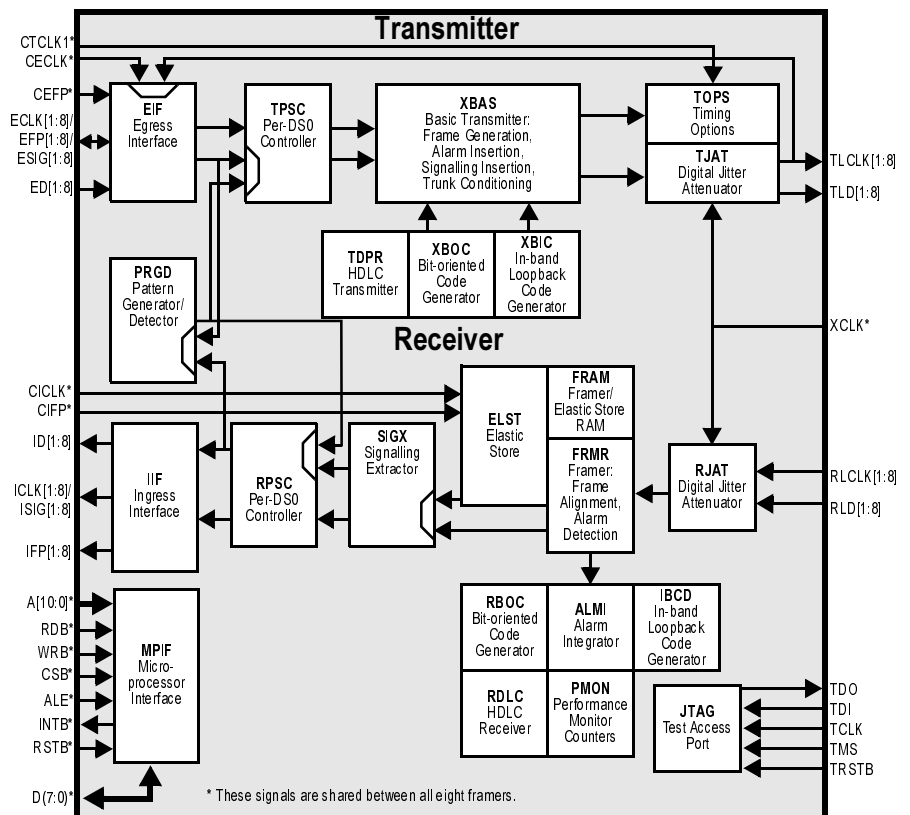 Transmitter
CTCLK1*
CECLK*
CEFP*
ECLK[1:8]/
EFP[1:8]/
ESIG[1:8]
ED[1:8]
EIF
Egress
Interface
TPSC
Per-DS0
Controller
XBAS
Basic Transmitter:
Frame Generation,
Alarm Insertion,
Signalling Insertion,
Trunk Conditioning
TOPS
Timing
Options
TJAT
Digital Jitter
Attenuator
TLCLK[1:8]
TLD[1:8]
TDPR
HDLC
Transmitter
XBOC
Bit-oriented
Code
Generator
XBIC
In-band
Loopback
Code
Generator
PRGD
Pattern
Generator/
Detector
XCLK*
Receiver
CICLK*
CIFP*
ID[1:8]
ICLK[1:8]/
ISIG[1:8]
IFP[1:8]
IIF
Ingress
Interface
RPSC
Per-DS0
Controller
SIGX
Signalling
Extractor
ELST
Elastic
Store
FRAM
Framer/
Elastic Store
RAM
FRMR
Framer:
Frame
Alignment,
Alarm
Detection
RJAT
Digital Jitter
Attenuator
RLCLK[1:8]
RLD[1:8]
A[10:0]*
RDB*
WRB*
CSB*
ALE*
INTB*
RSTB*
D(7:0)*
MPIF
Micro-
processor
Interface
RBOC
Bit-oriented
Code
Generator
ALMI
Alarm
Integrator
IBCD
In-band
Loopback
Code
Generator
RDLC
HDLC
Receiver
PMON
Performance
Monitor
Counters
JTAG
Test Access
Port
TDO
TDI
TCLK
TMS
TRSTB
* These signals are shared between all eight framers.